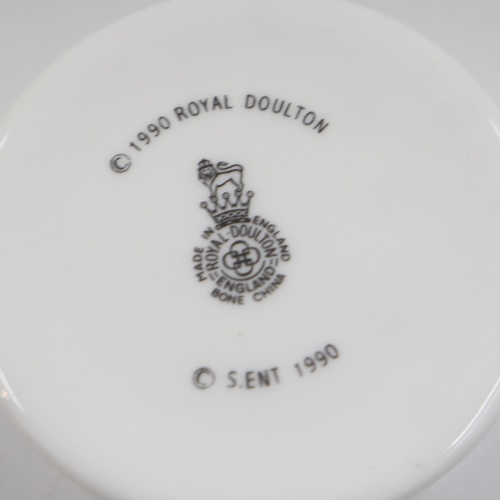 © 1990 ROYAL DOULTON
MADE IN ENGLAND
ROYAL·DOULTON
ENGLAND
BONE CHINA
© S.ENT 1990